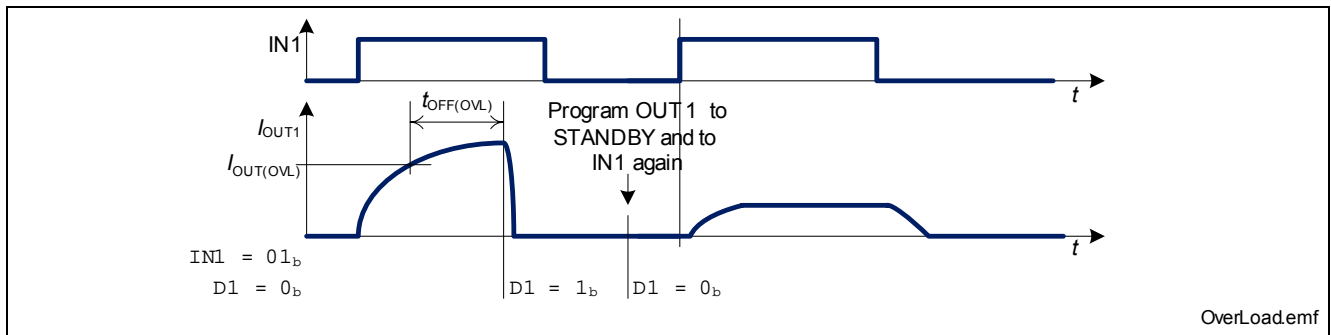 IN1
t
tOFF(OVL)
Program OUT1 to
STANDBY and to
IN1 again
IOUT1
IOUT(OVL)
t
IN1 = 01b
D1 = 0b
D1 = 1b
D1 = 0b
OverLoad.emf